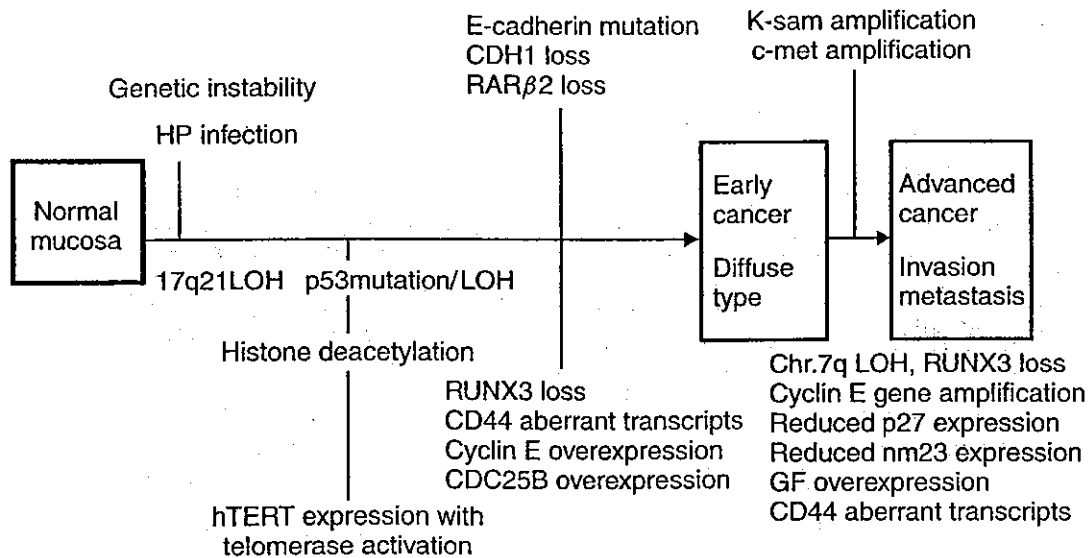 E-cadherin mutation
CDH1 loss
RARβ2 loss
K-sam amplification
c-met amplification
Genetic instability
HP infection
Normal
mucosa
Early
cancer
Diffuse
type
Advanced
cancer
Invasion
metastasis
17q21LOH
p53mutation/LOH
Histone deacetylation
hTERT expression with
telomerase activation
RUNX3 loss
CD44 aberrant transcripts
Cyclin E overexpression
CDC25B overexpression
Chr.7q LOH, RUNX3 loss
Cyclin E gene amplification
Reduced p27 expression
Reduced nm23 expression
GF overexpression
CD44 aberrant transcripts